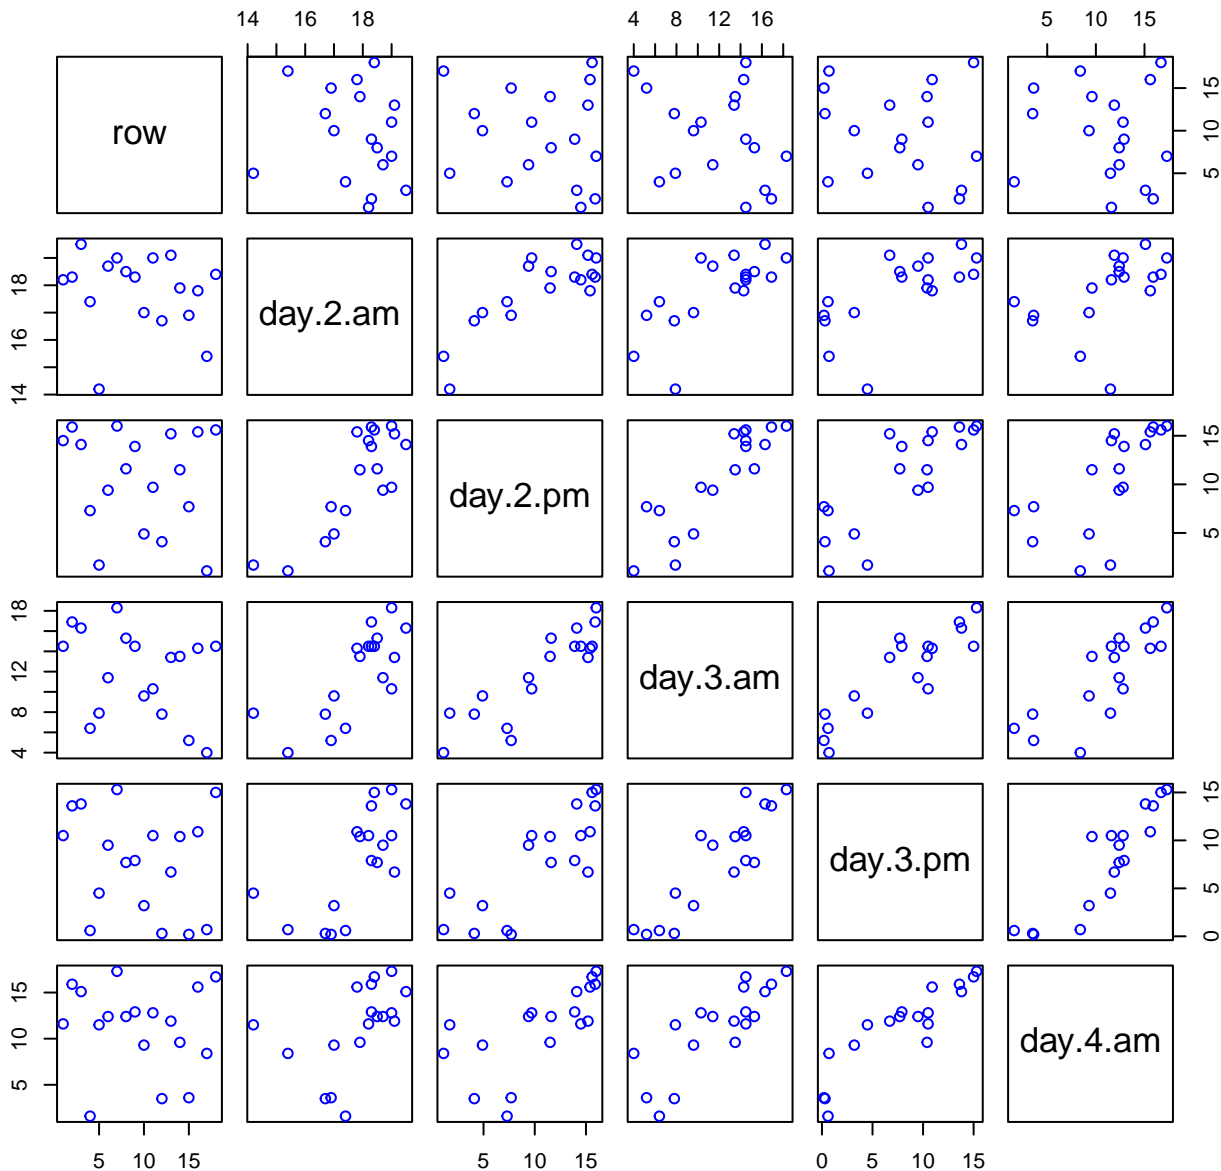 14 16 18 4 8 12 16 5 10 15
row 5 10 15
14 16 18 day.2.am
day.2.pm 5 10 15
4 8 12 18 day.3.am
day.3.pm 0 5 10 15
5 10 15 day.4.am
5 10 15 5 10 15 0 5 10 15